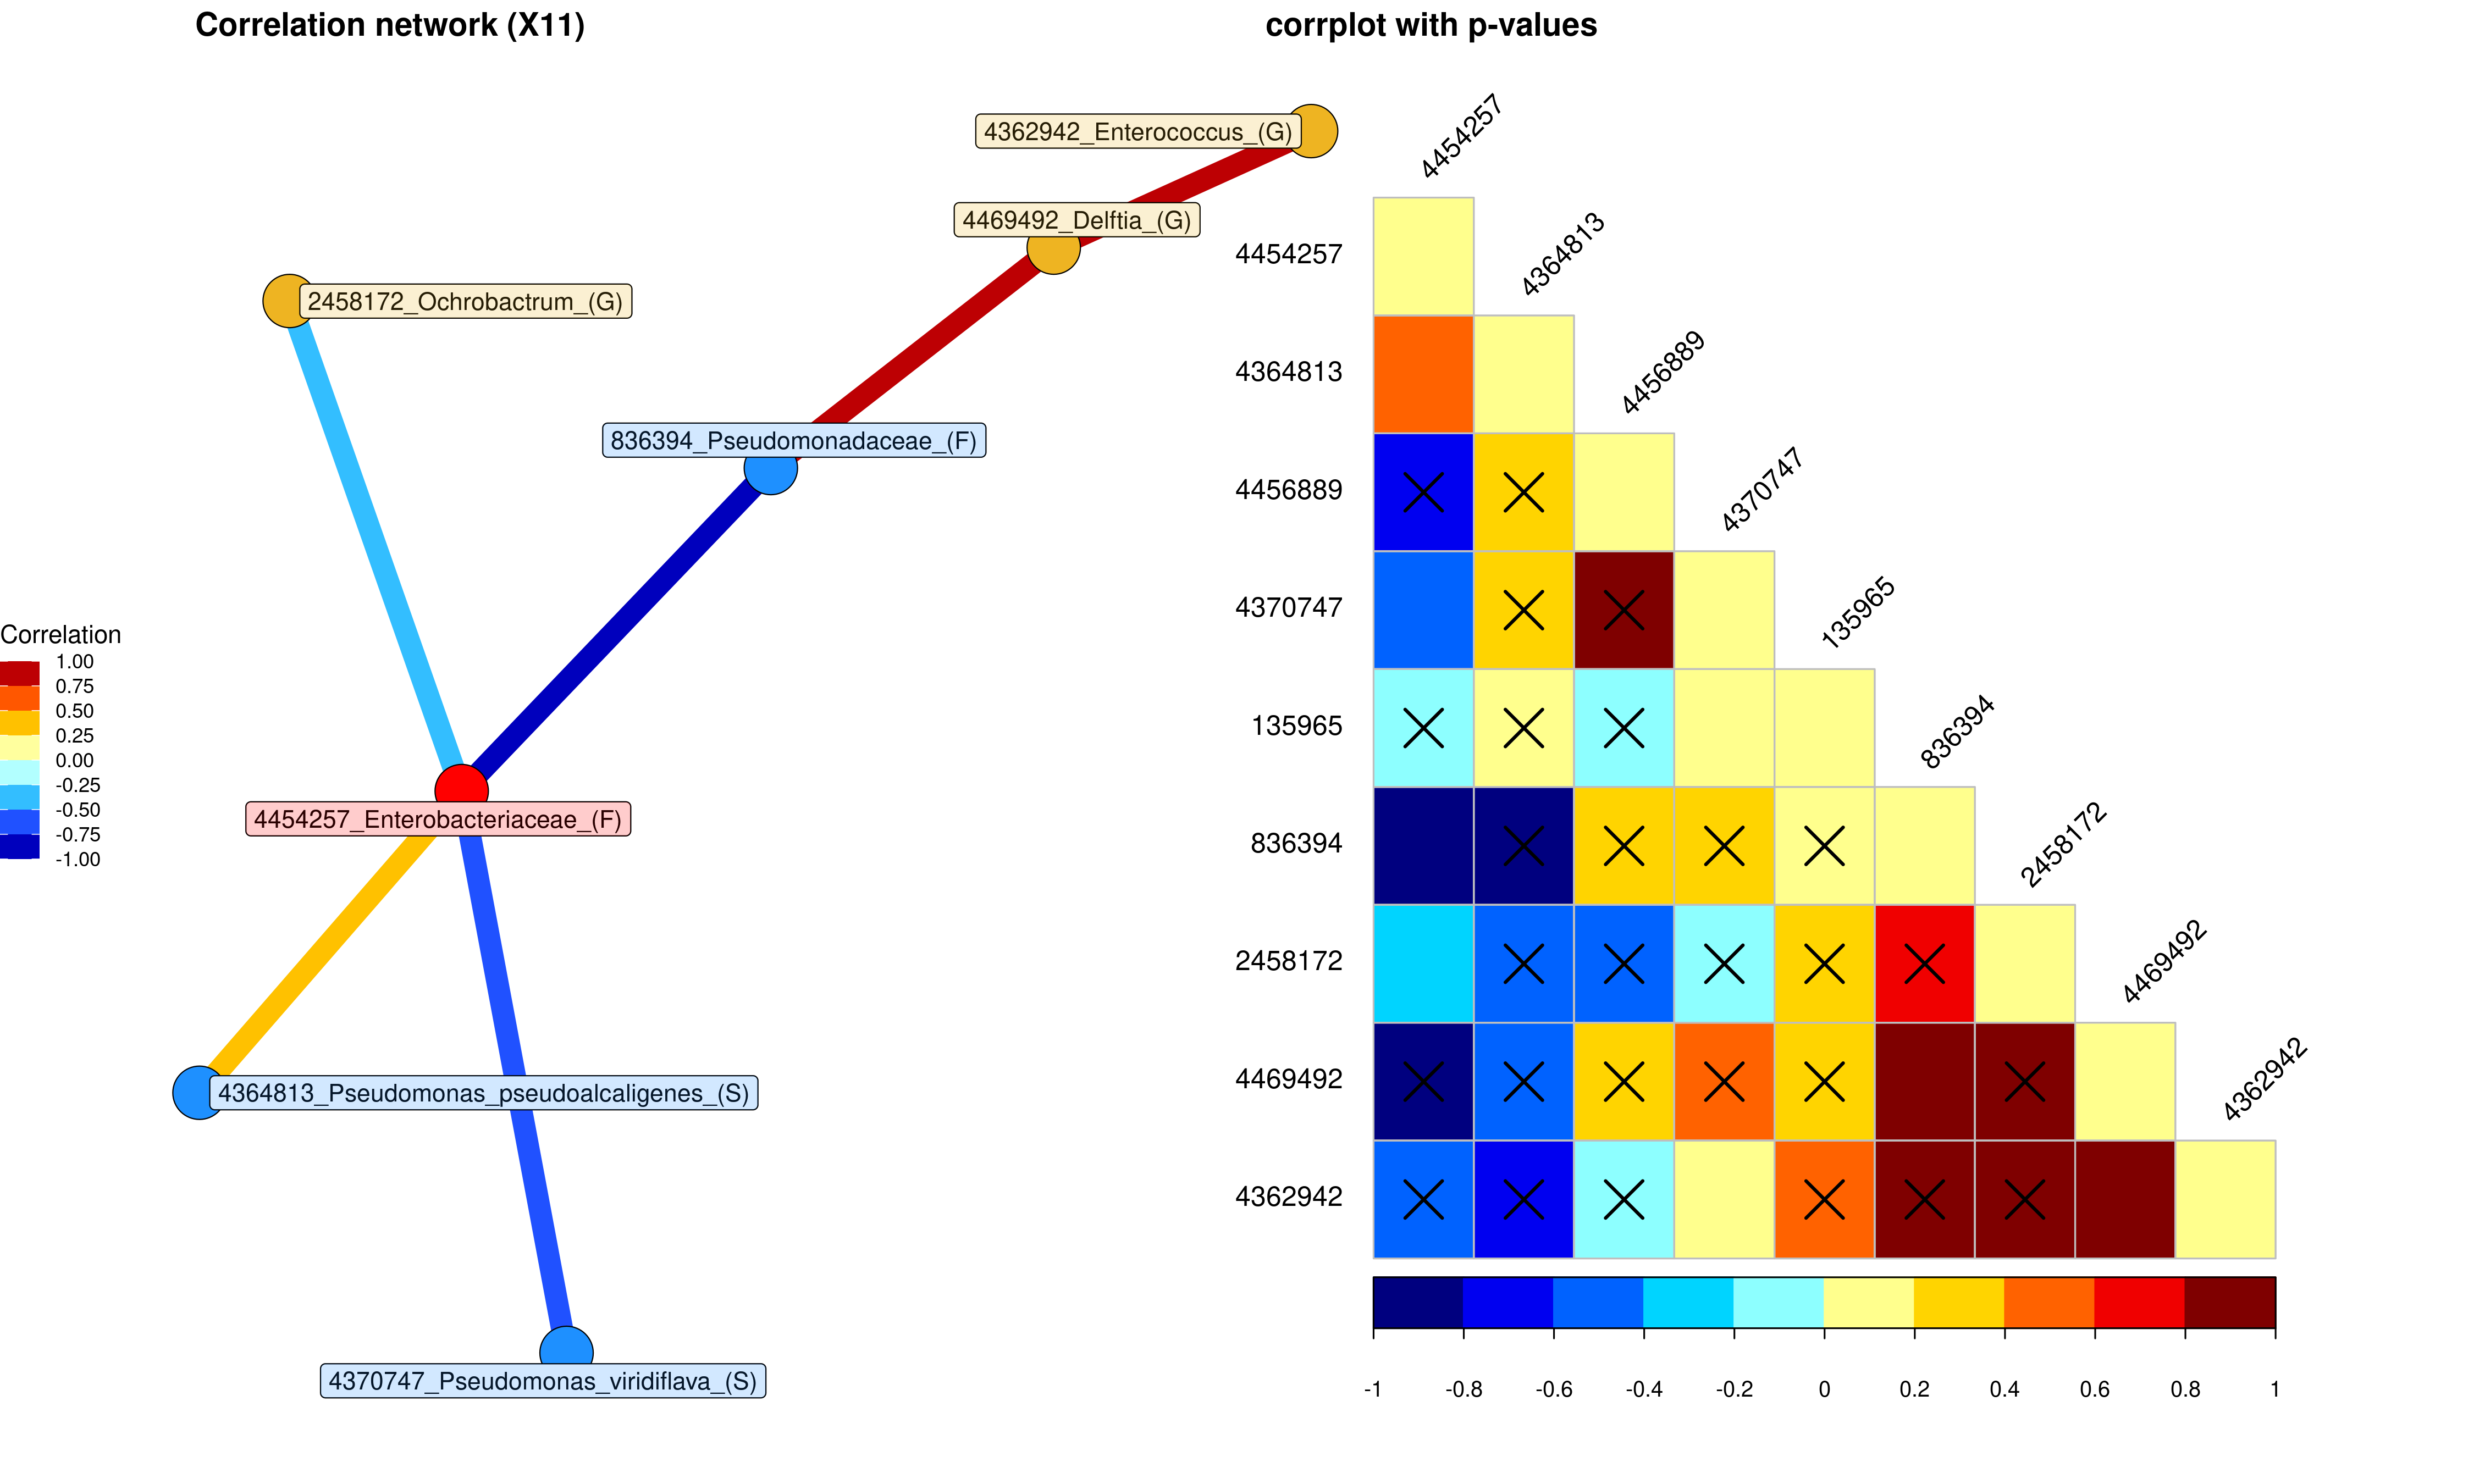 Correlation network (X11)
4362942_Enterococcus_(G)
4469492_Delftia_(G)
2458172_Ochrobactrum_(G)
836394_Pseudomonadaceae_(F)
Correlation
1.00
0.75
0.50
0.25
0.00
-0.25
-0.50
-0.75
-1.00
4454257_Enterobacteriaceae_(F)
4364813_Pseudomonas_pseudoalcaligenes_(S)
4370747_Pseudomonas_viridiflava_(S)
corrplot with p-values
4454257
4364813
4456889
4370747
135965
836394
2458172
4469492
4362942
4454257
4364813
4456889
4370747
135965
836394
2458172
4469492
4362942
-1 -0.8 -0.6 -0.4 -0.2 0 0.2 0.4 0.6 0.8 1